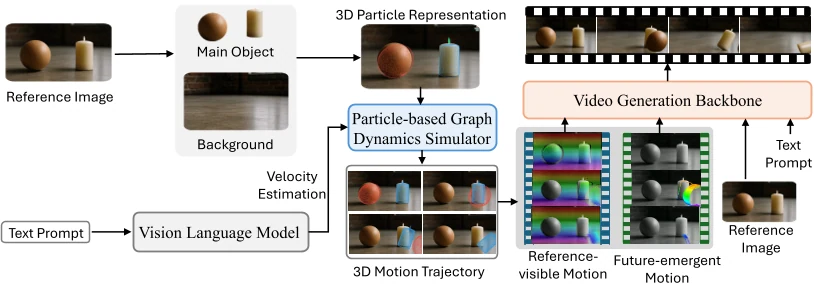 Reference Image
Main Object
Background
3D Particle Representation
Particle-based Graph
Dynamics Simulator
Velocity
Estimation
Text Prompt
Vision Language Model
3D Motion Trajectory
Video Generation Backbone
Reference-
visible Motion
Future-emergent
Motion
Text
Prompt
Reference
Image